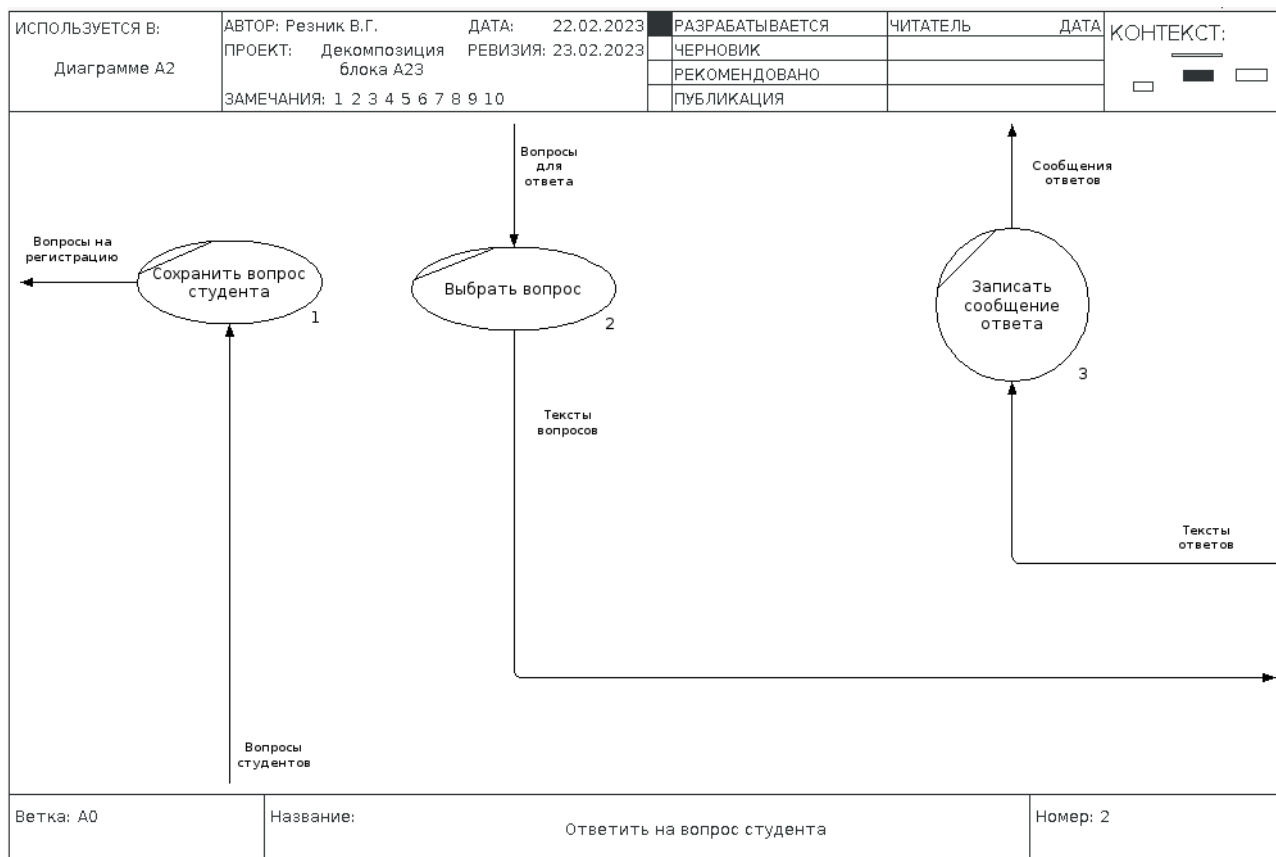 ИСПОЛЬЗУЕТСЯ В:
Диаграмме A2
АВТОР: Резник В.Г.
ДАТА: 22.02.2023
ПРОЕКТ: Декомпозиция
блока A23
РЕВИЗИЯ: 23.02.2023
ЗАМЕЧАНИЯ: 1 2 3 4 5 6 7 8 9 10
РАЗРАБАТЫВАЕТСЯ
ЧЕРНОВИК
РЕКОМЕНДОВАНО
ПУБЛИКАЦИЯ
ЧИТАТЕЛЬ ДАТА
КОНТЕКСТ:
Вопросы
для
ответа
Сообщения
ответов
Вопросы на
регистрацию
Сохранить вопрос
студента
1
Выбрать вопрос
2
Записать
сообщение
ответа
3
Тексты
вопросов
Тексты
ответов
Вопросы
студентов
Ветка: A0
Название:
Ответить на вопрос студента
Номер: 2